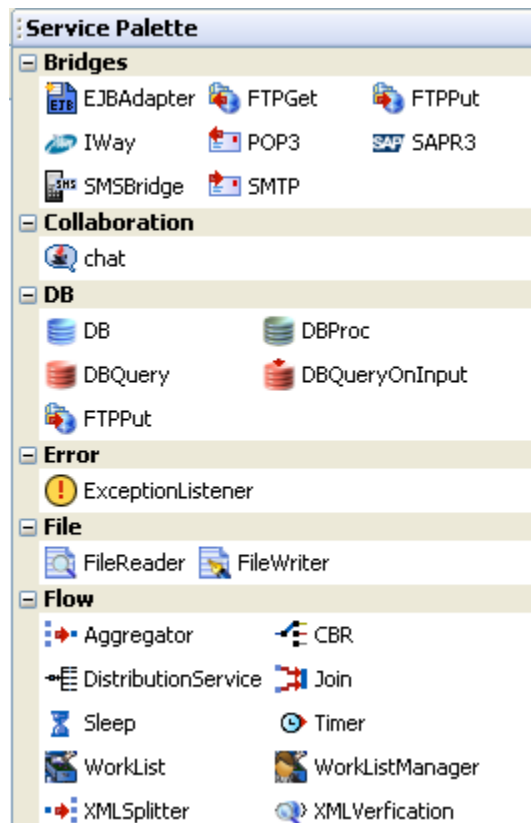 Service Palette
Bridges
EJBAdapter FTPGet FTPPut
IWay POP3 SAPR3
SMSBridge SMTP
Collaboration
chat
DB
DB DBProc
DBQuery DBQueryOnInput
FTPPut
Error
ExceptionListener
File
FileReader FileWriter
Flow
Aggregator CBR
DistributionService Join
Sleep Timer
WorkList WorkListManager
XMLSplitter XMLVerfication